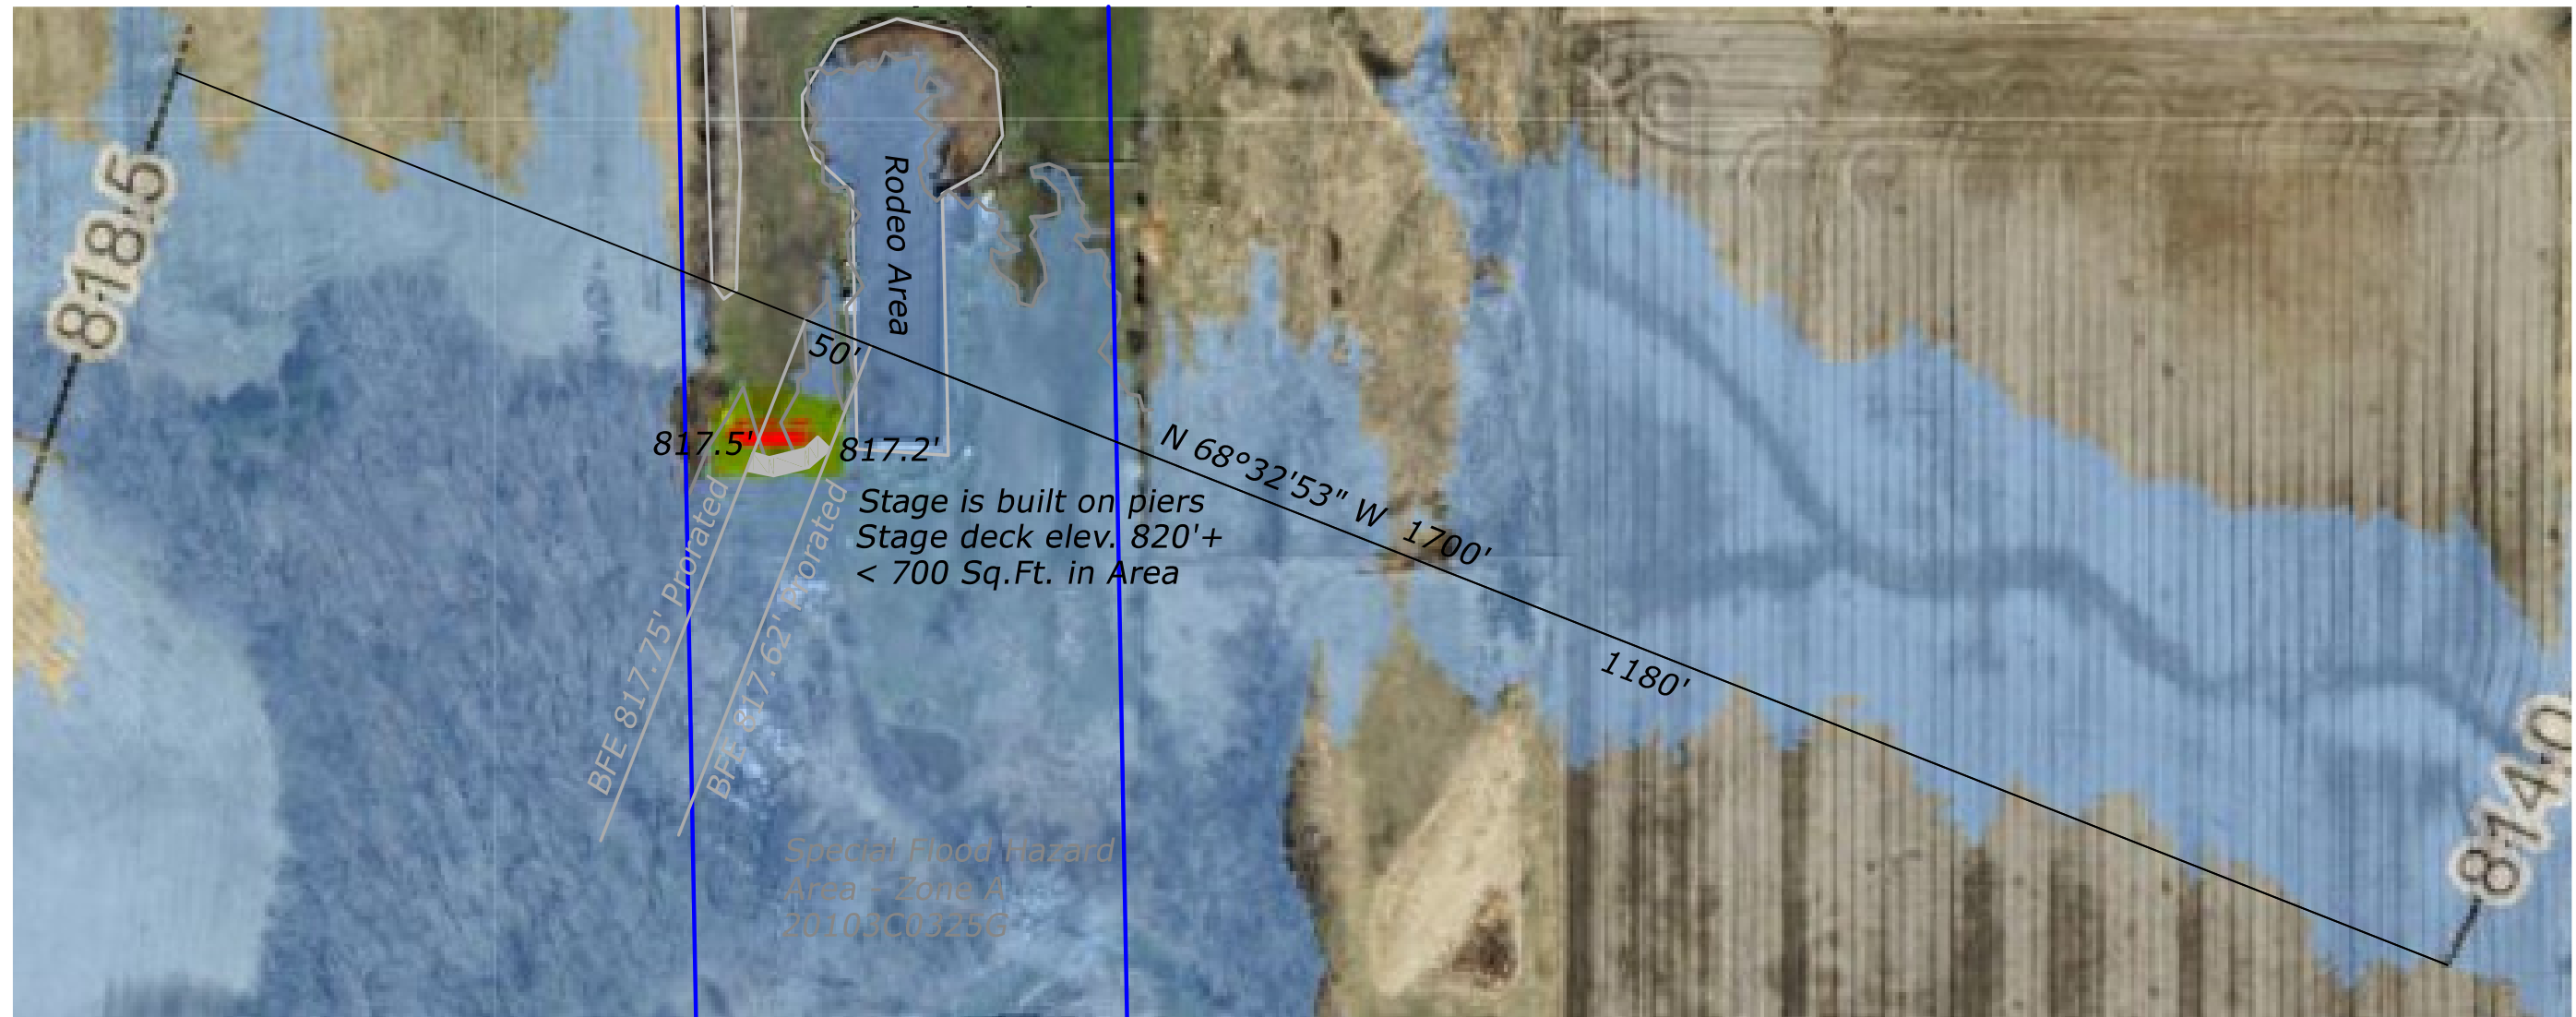 818.5
Rodeo Area
50'
817.5'
817.2'
N 68°32'53" W 1700'
Stage is built on piers
Stage deck elev. 820'+
< 700 Sq.Ft. in Area
BFE 817.75' Prorated
BFE 817.62' Prorated
1180'
814.0
Special Flood Hazard
Area - Zone A
20103C0325G